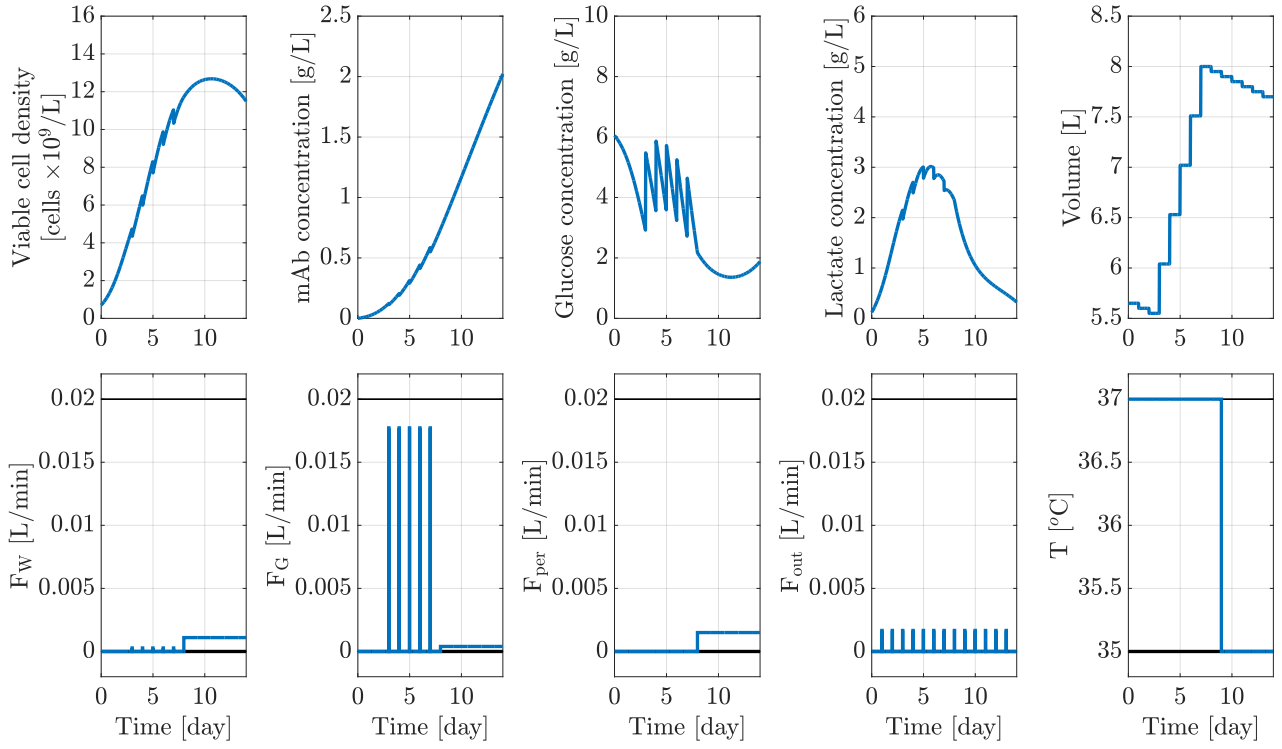 Viable cell density
[cells ×10⁹/L]
16
14
12
10
8
6
4
2
0
0 5 10
mAb concentration [g/L]
2.5
2
1.5
1
0.5
0
0 5 10
Glucose concentration [g/L]
10
8
6
4
2
0
0 5 10
Lactate concentration [g/L]
6
5
4
3
2
1
0
0 5 10
Volume [L]
8.5
8
7.5
7
6.5
6
5.5
0 5 10
F_W [L/min]
0.02
0.015
0.01
0.005
0
0 5 10
Time [day]
F_G [L/min]
0.02
0.015
0.01
0.005
0
0 5 10
Time [day]
F_per [L/min]
0.02
0.015
0.01
0.005
0
0 5 10
Time [day]
F_out [L/min]
0.02
0.015
0.01
0.005
0
0 5 10
Time [day]
T [°C]
37
36.5
36
35.5
35
0 5 10
Time [day]